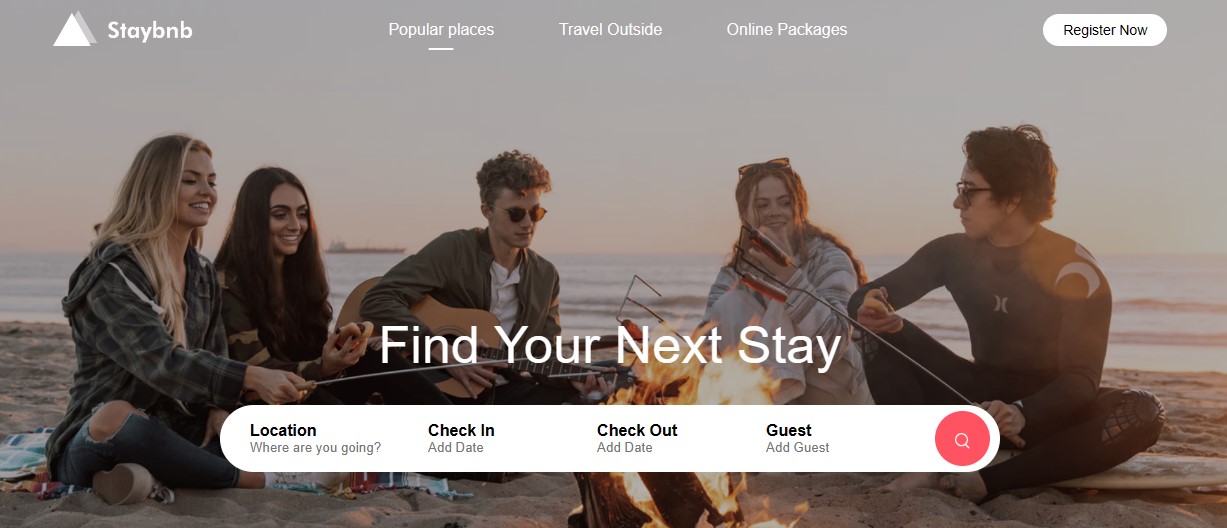 Staybnb
Popular places
Travel Outside
Online Packages
Register Now
Find Your Next Stay
Location
Where are you going?
Check In
Add Date
Check Out
Add Date
Guest
Add Guest